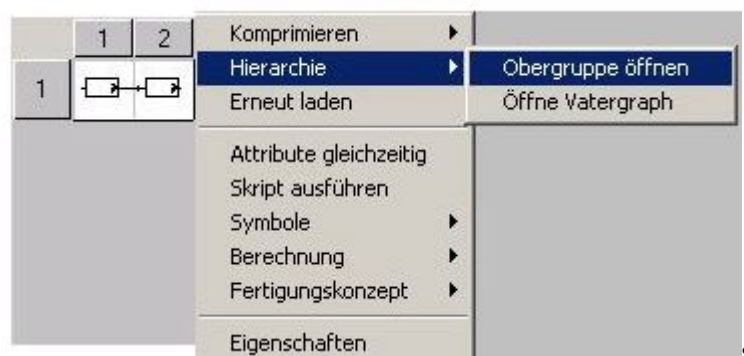 1 2
1
Komprimieren
Hierarchie
Obergruppe öffnen
Erneut laden
Öffne Vatergraph
Attribute gleichzeitig
Skript ausführen
Symbole
Berechnung
Fertigungskonzept
Eigenschaften